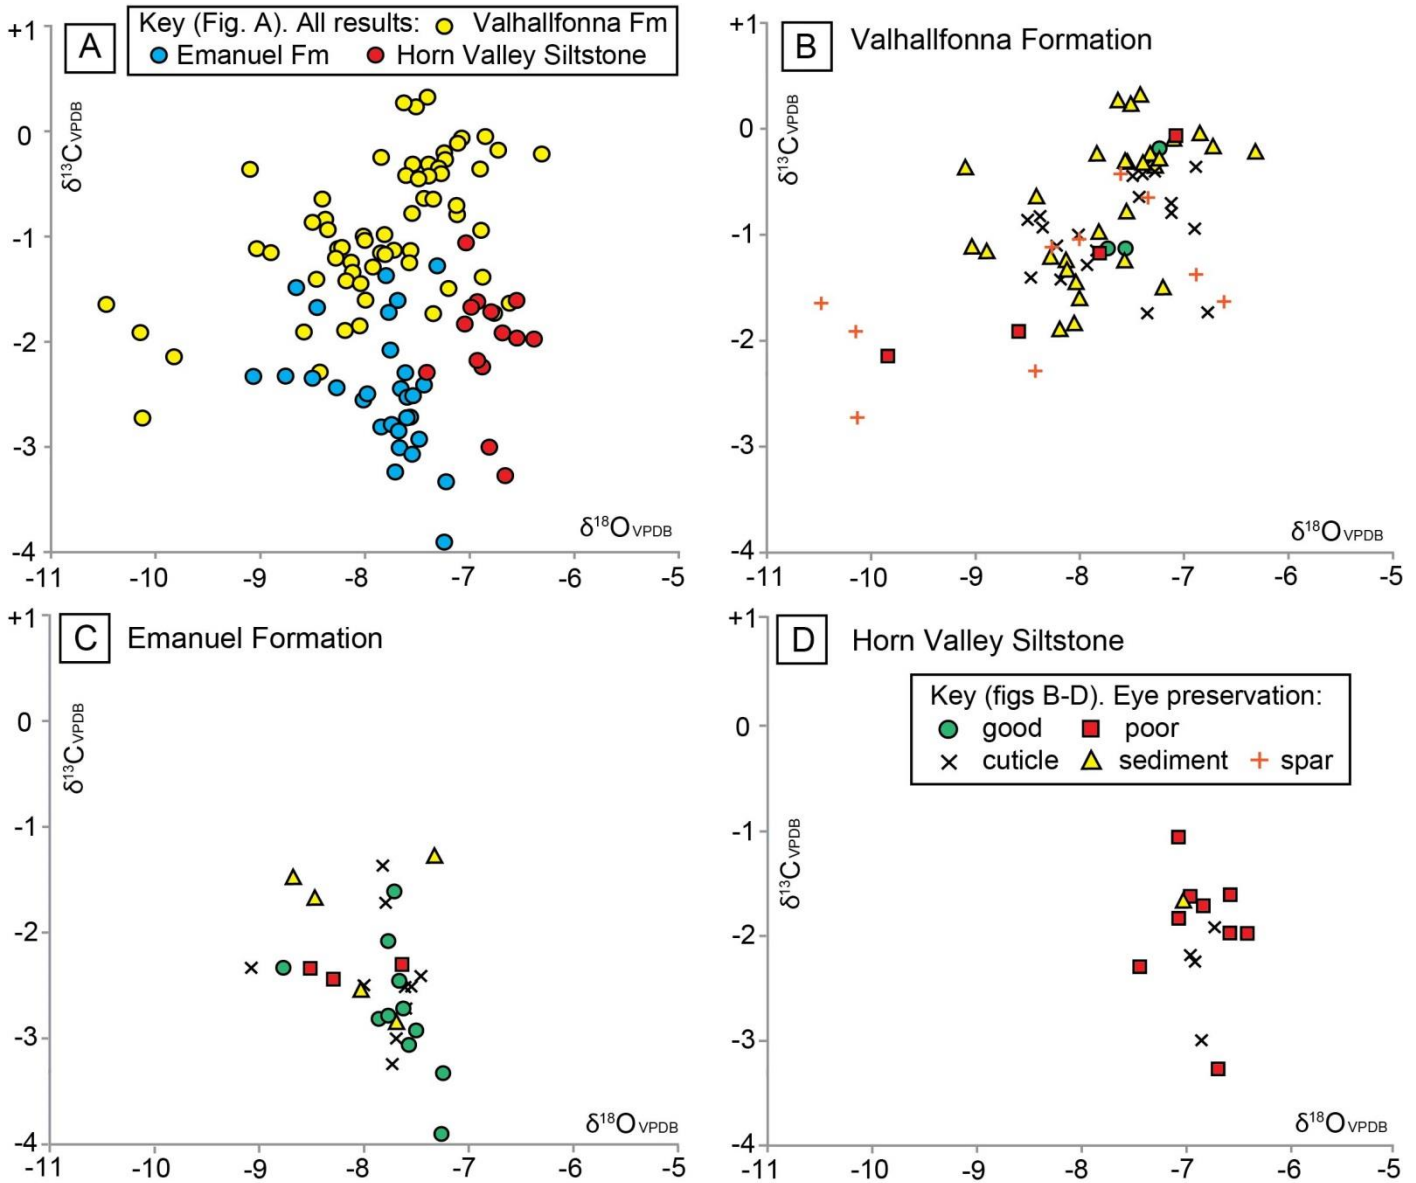 A
Key (Fig. A). All results: Valhallfonna Fm
Emanuel Fm Horn Valley Siltstone
+1
0
-1
-2
-3
-4
δ13CVPDB
δ18OVPDB
-11 -10 -9 -8 -7 -6 -5
B Valhallfonna Formation
+1
0
-1
-2
-3
-4
δ13CVPDB
δ18OVPDB
-11 -10 -9 -8 -7 -6 -5
C Emanuel Formation
+1
0
-1
-2
-3
-4
δ13CVPDB
δ18OVPDB
-11 -10 -9 -8 -7 -6 -5
D Horn Valley Siltstone
Key (figs B-D). Eye preservation:
good poor
cuticle sediment spar
+1
0
-1
-2
-3
-4
δ13CVPDB
δ18OVPDB
-11 -10 -9 -8 -7 -6 -5